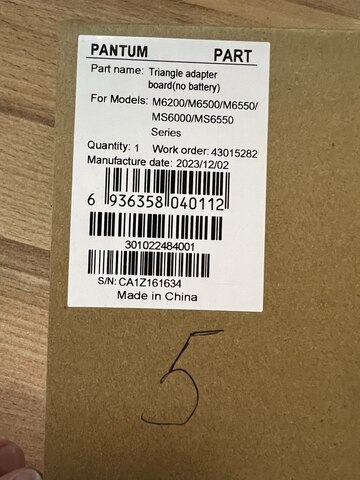 PANTUM PART
Part name: Triangle adapter
board(no battery)
For Models: M6200/M6500/M6550/
MS6000/MS6550
Series
Quantity: 1 Work order: 43015282
Manufacture date: 2023/12/02
6 936358 040112
301022484001
S/N: CA1Z161634
Made in China
5